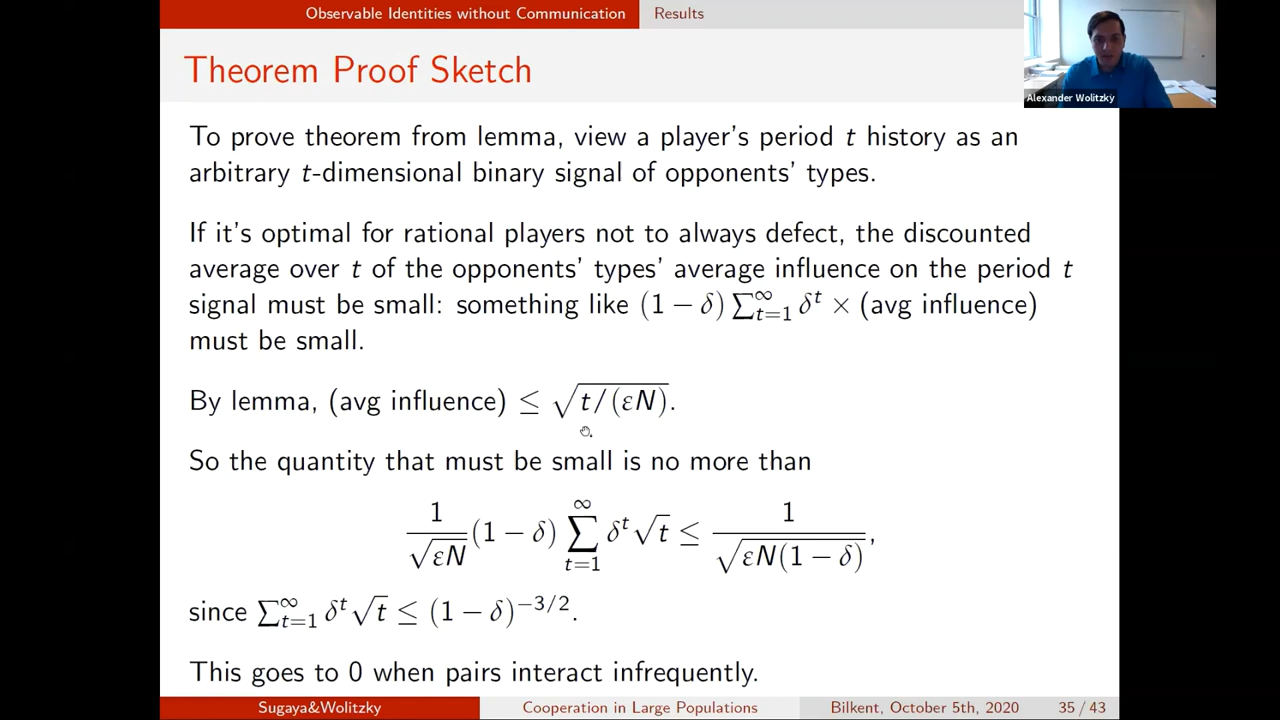 Observable Identities without Communication Results
Alexander Wolitzky
Theorem Proof Sketch
To prove theorem from lemma, view a player's period t history as an
arbitrary t-dimensional binary signal of opponents' types.
If it's optimal for rational players not to always defect, the discounted
average over t of the opponents' types' average influence on the period t
signal must be small: something like (1 − δ) ∑_{t=1}^{∞} δ^t × (avg influence)
must be small.
By lemma, (avg influence) ≤ √(t/(εN)).
So the quantity that must be small is no more than
1/√(εN) (1 − δ) ∑_{t=1}^{∞} δ^t √t ≤ 1/√(εN(1 − δ)),
since ∑_{t=1}^{∞} δ^t √t ≤ (1 − δ)^{−3/2}.
This goes to 0 when pairs interact infrequently.
Sugaya&Wolitzky Cooperation in Large Populations Bilkent, October 5th, 2020 35 / 43